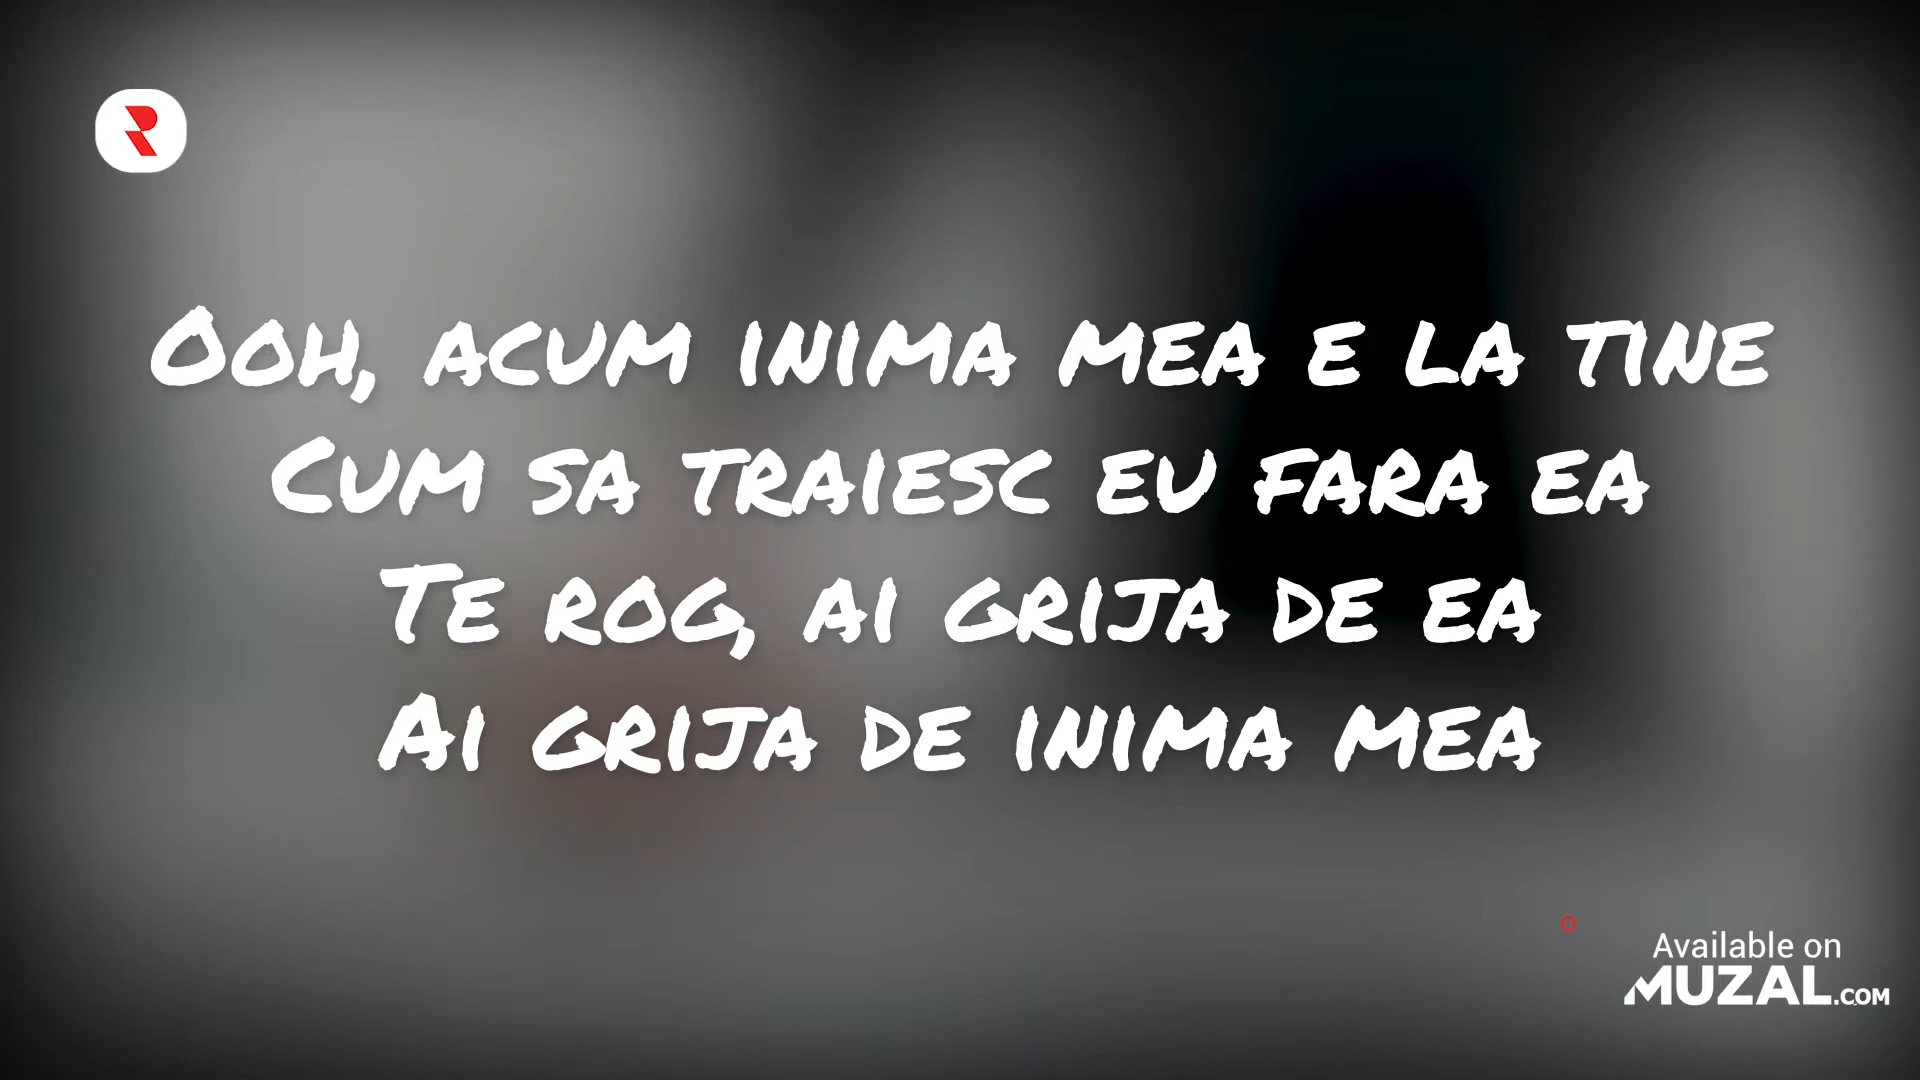 Ooh, acum inima mea e la tine
Cum sa traiesc eu fara ea
Te rog, ai grija de ea
Ai grija de inima mea
Available on
MUZAL.COM